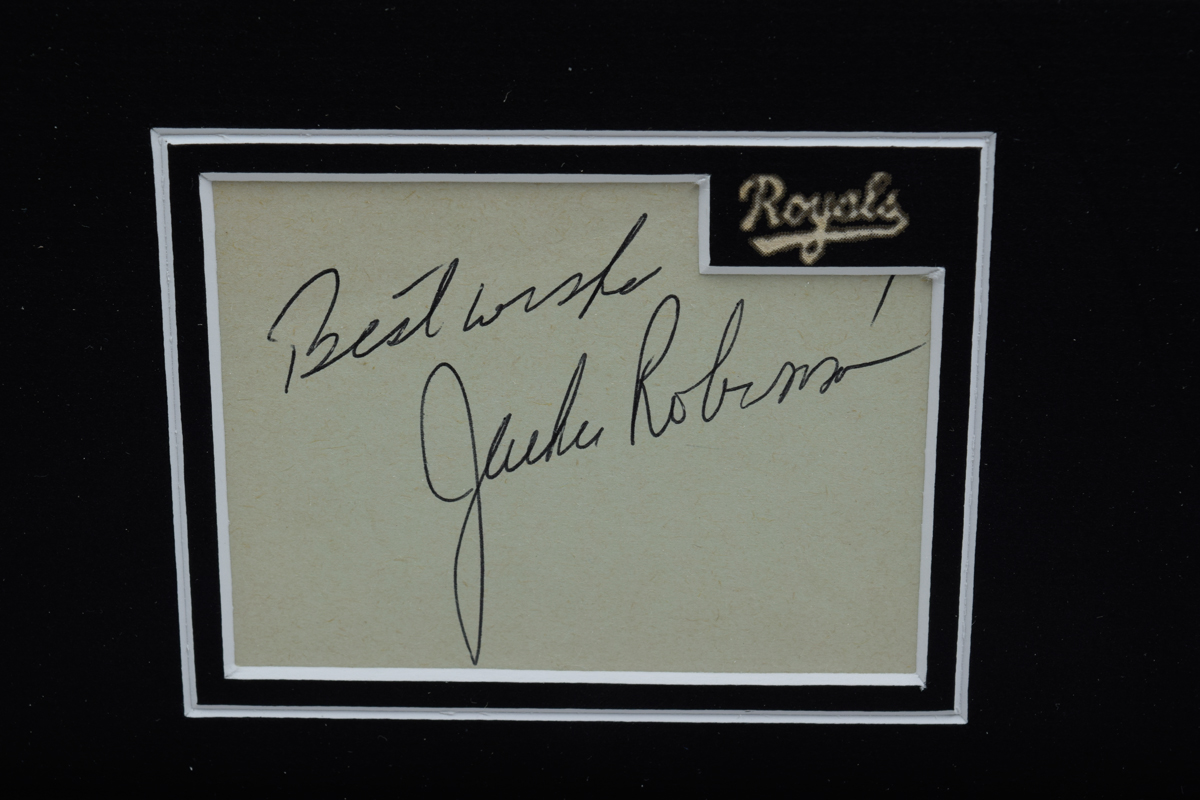 Royals
Best wishes
Jackie Robinson